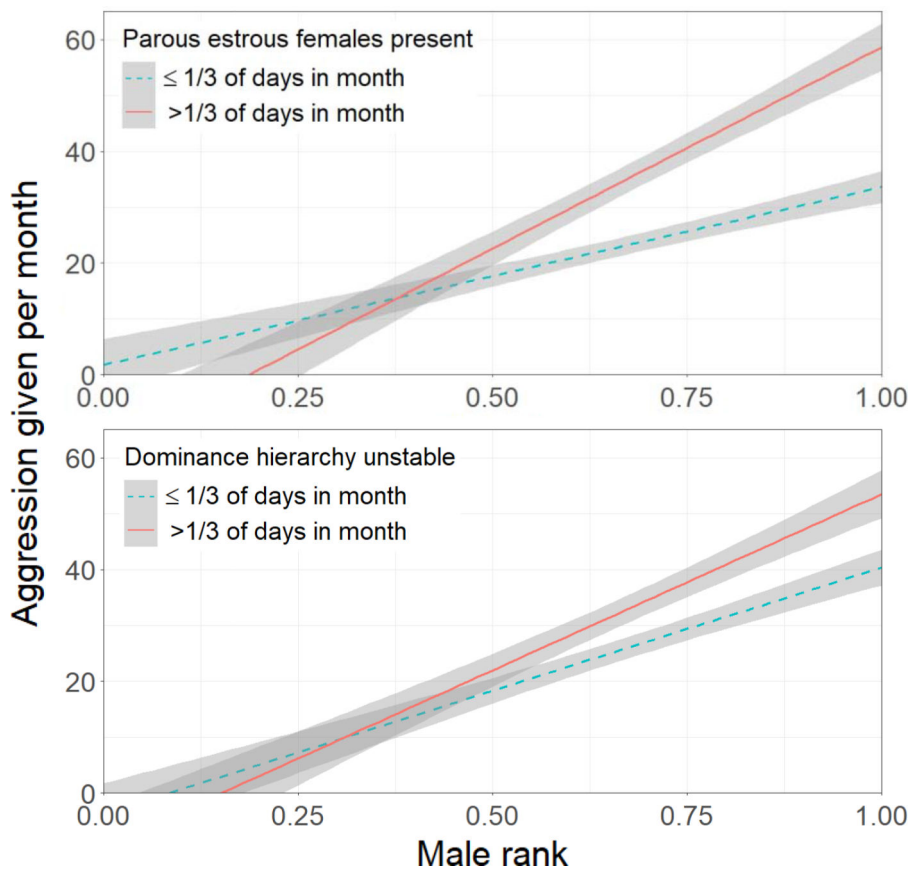 Aggression given per month
60
40
20
0
Parous estrous females present
≤ 1/3 of days in month
>1/3 of days in month
0.00 0.25 0.50 0.75 1.00
60
40
20
0
Dominance hierarchy unstable
≤ 1/3 of days in month
>1/3 of days in month
0.00 0.25 0.50 0.75 1.00
Male rank